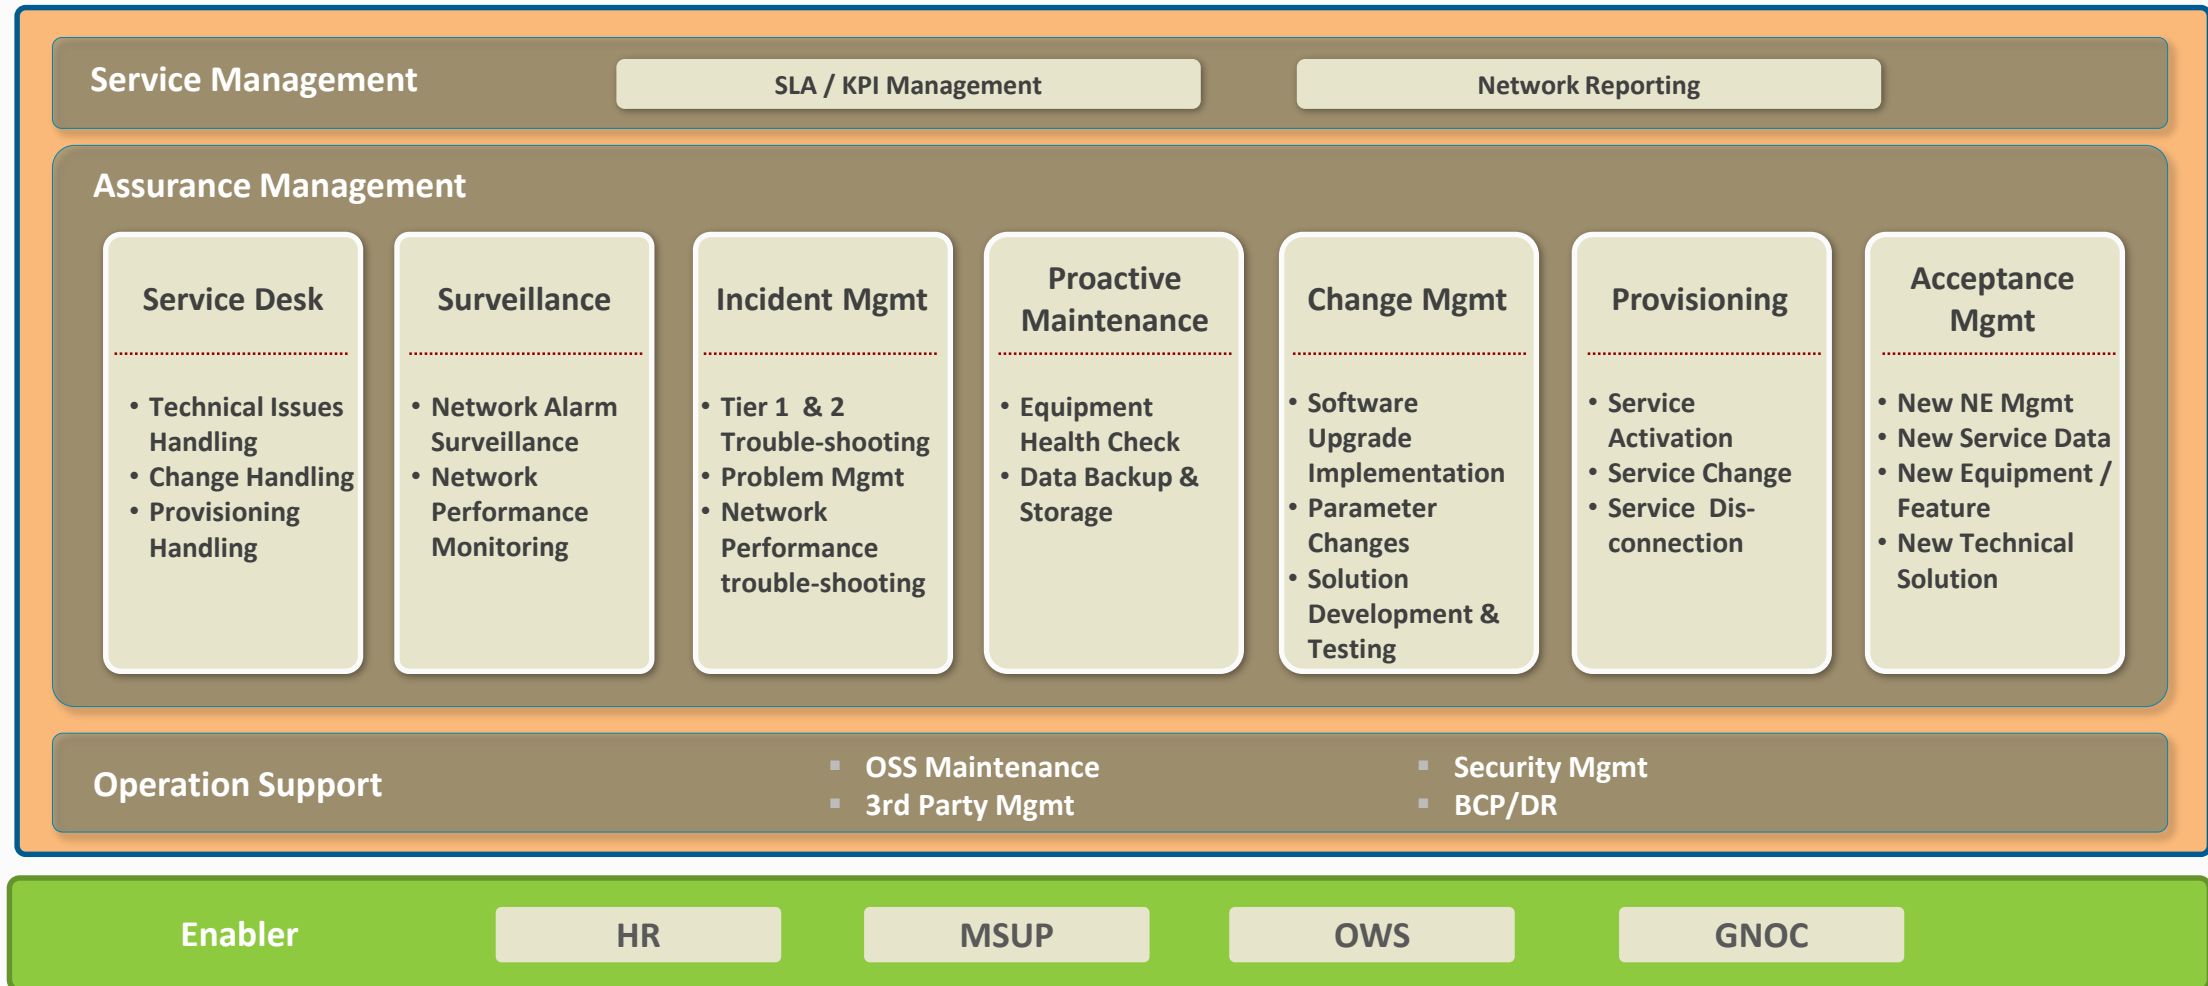 Service Management
SLA / KPI Management
Network Reporting
Assurance Management
Service Desk
• Technical Issues
Handling
• Change Handling
• Provisioning
Handling
Surveillance
• Network Alarm
Surveillance
• Network
Performance
Monitoring
Incident Mgmt
• Tier 1 & 2
Trouble-shooting
• Problem Mgmt
• Network
Performance
trouble-shooting
Proactive
Maintenance
• Equipment
Health Check
• Data Backup &
Storage
Change Mgmt
• Software
Upgrade
Implementation
• Parameter
Changes
• Solution
Development &
Testing
Provisioning
• Service
Activation
• Service Change
• Service Dis-
connection
Acceptance
Mgmt
• New NE Mgmt
• New Service Data
• New Equipment /
Feature
• New Technical
Solution
Operation Support
▪ OSS Maintenance
▪ 3rd Party Mgmt
▪ Security Mgmt
▪ BCP/DR
Enabler
HR
MSUP
OWS
GNOC